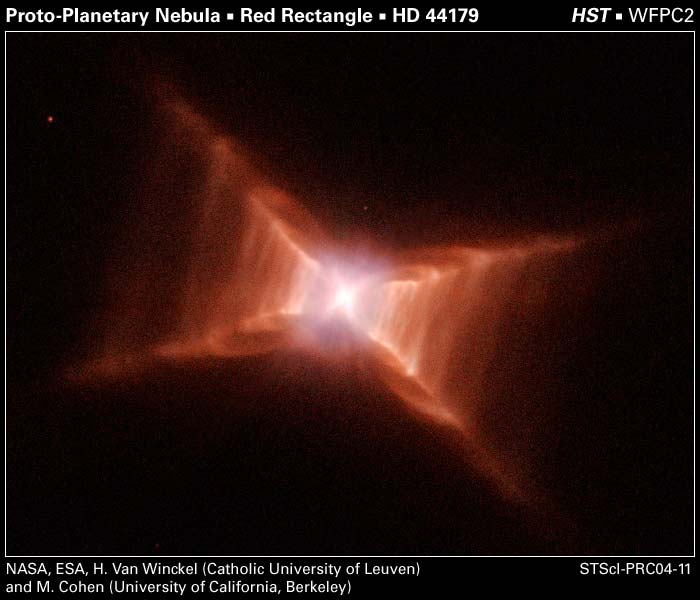 Proto-Planetary Nebula ▪ Red Rectangle ▪ HD 44179
HST ▪ WFPC2
NASA, ESA, H. Van Winckel (Catholic University of Leuven)
and M. Cohen (University of California, Berkeley)
STScI-PRC04-11